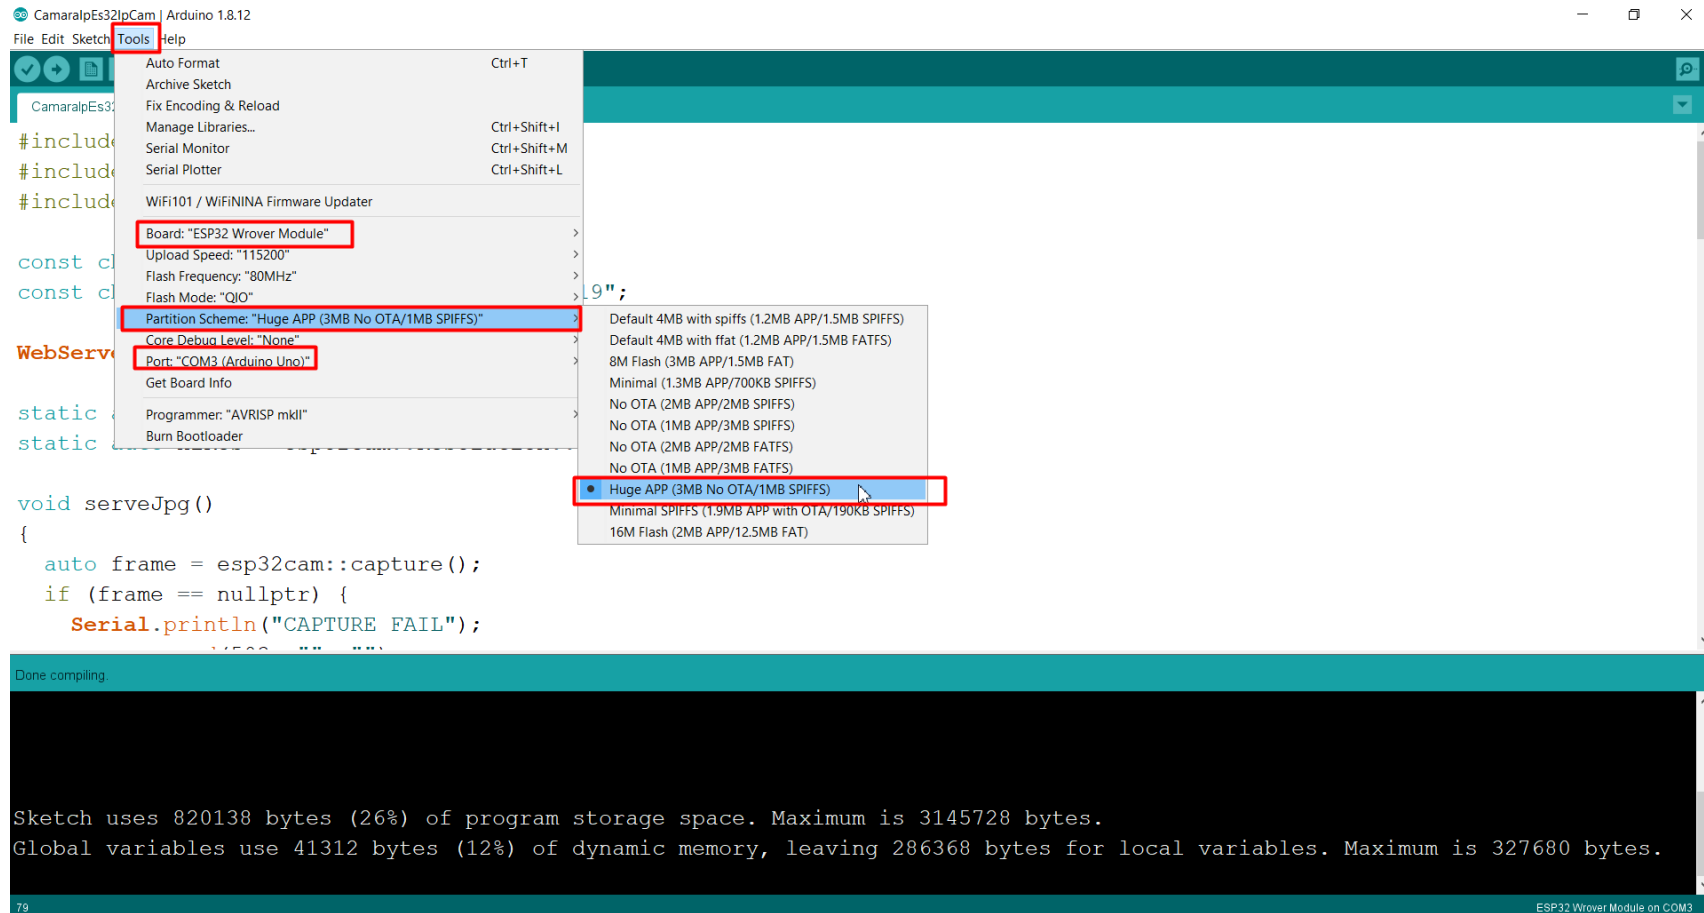 CamaraIpEs32IpCam | Arduino 1.8.12
File Edit Sketch Tools Help
Auto Format Ctrl+T
Archive Sketch
Fix Encoding & Reload
Manage Libraries... Ctrl+Shift+I
Serial Monitor Ctrl+Shift+M
Serial Plotter Ctrl+Shift+L
WiFi101 / WiFiNINA Firmware Updater
Board: "ESP32 Wrover Module"
Upload Speed: "115200"
Flash Frequency: "80MHz"
Flash Mode: "QIO"
Partition Scheme: "Huge APP (3MB No OTA/1MB SPIFFS)"
Core Debug Level: "None"
Port: "COM3 (Arduino Uno)"
Get Board Info
Programmer: "AVRISP mkII"
Burn Bootloader
Default 4MB with spiffs (1.2MB APP/1.5MB SPIFFS)
Default 4MB with ffat (1.2MB APP/1.5MB FATFS)
8M Flash (3MB APP/1.5MB FAT)
Minimal (1.3MB APP/700KB SPIFFS)
No OTA (2MB APP/2MB SPIFFS)
No OTA (1MB APP/3MB SPIFFS)
No OTA (2MB APP/2MB FATFS)
No OTA (1MB APP/3MB FATFS)
Huge APP (3MB No OTA/1MB SPIFFS)
Minimal SPIFFS (1.9MB APP with OTA/190KB SPIFFS)
16M Flash (2MB APP/12.5MB FAT)
CamaraIpEs32
#include
#include
#include
const ch
const ch 19";
WebServe
static a
static
void serveJpg()
{
auto frame = esp32cam::capture();
if (frame == nullptr) {
Serial.println("CAPTURE FAIL");
Done compiling.
Sketch uses 820138 bytes (26%) of program storage space. Maximum is 3145728 bytes.
Global variables use 41312 bytes (12%) of dynamic memory, leaving 286368 bytes for local variables. Maximum is 327680 bytes.
79 ESP32 Wrover Module on COM3